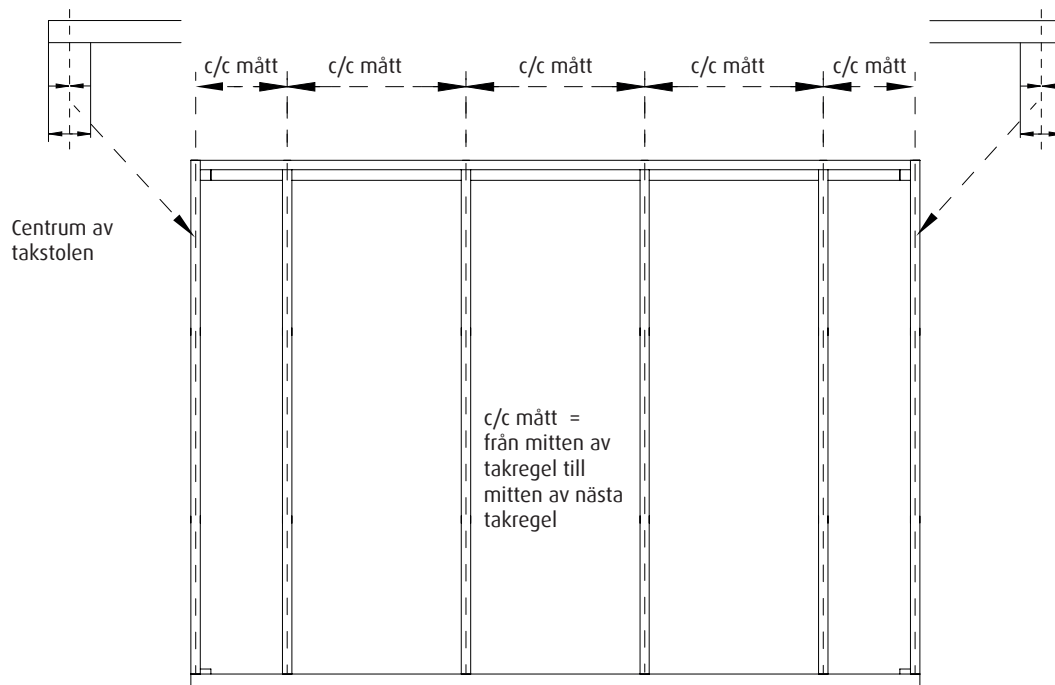 c/c mått c/c mått c/c mått c/c mått c/c mått
Centrum av
takstolen
c/c mått =
från mitten av
takregel till
mitten av nästa
takregel